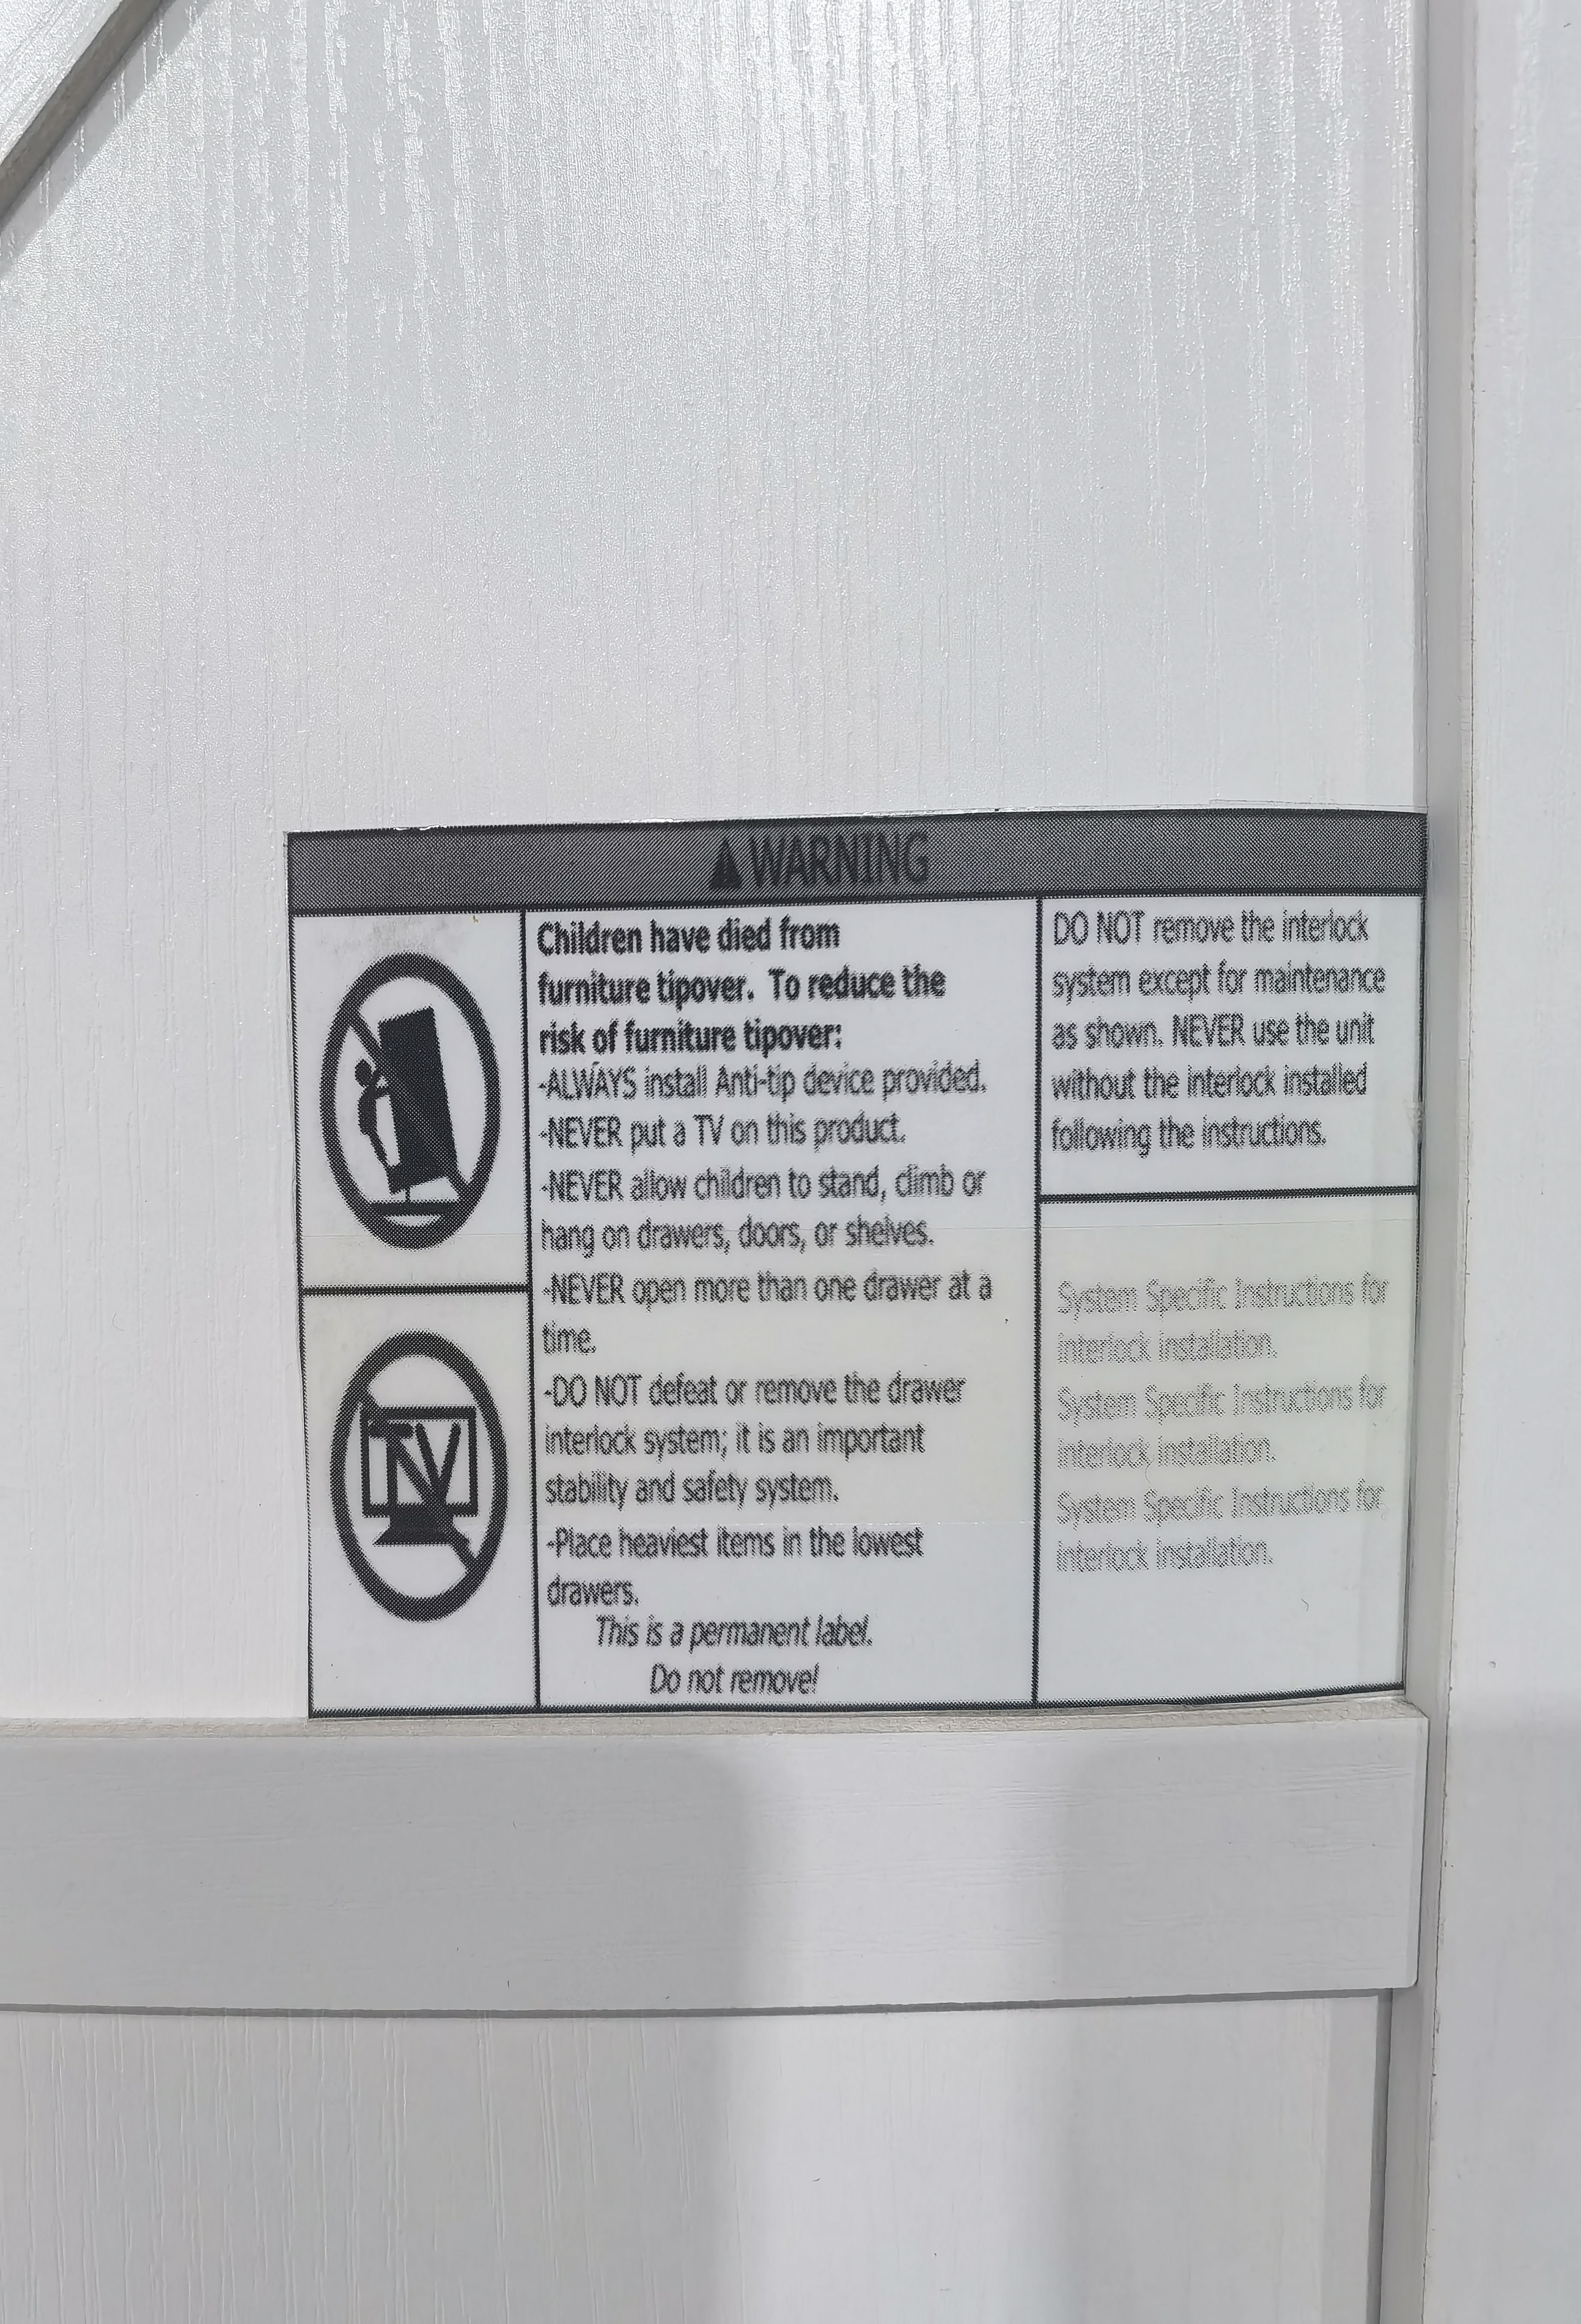 WARNING
Children have died from
furniture tipover. To reduce the
risk of furniture tipover:
-ALWAYS install Anti-tip device provided.
-NEVER put a TV on this product.
-NEVER allow children to stand, climb or
hang on drawers, doors, or shelves.
-NEVER open more than one drawer at a
time.
-DO NOT defeat or remove the drawer
interlock system; it is an important
stability and safety system.
-Place heaviest items in the lowest
drawers.
This is a permanent label.
Do not remove!
DO NOT remove the interlock
system except for maintenance
as shown. NEVER use the unit
without the interlock installed
following the instructions.
System Specific Instructions for
interlock installation.
System Specific Instructions for
interlock installation.
System Specific Instructions for
interlock installation.
TV